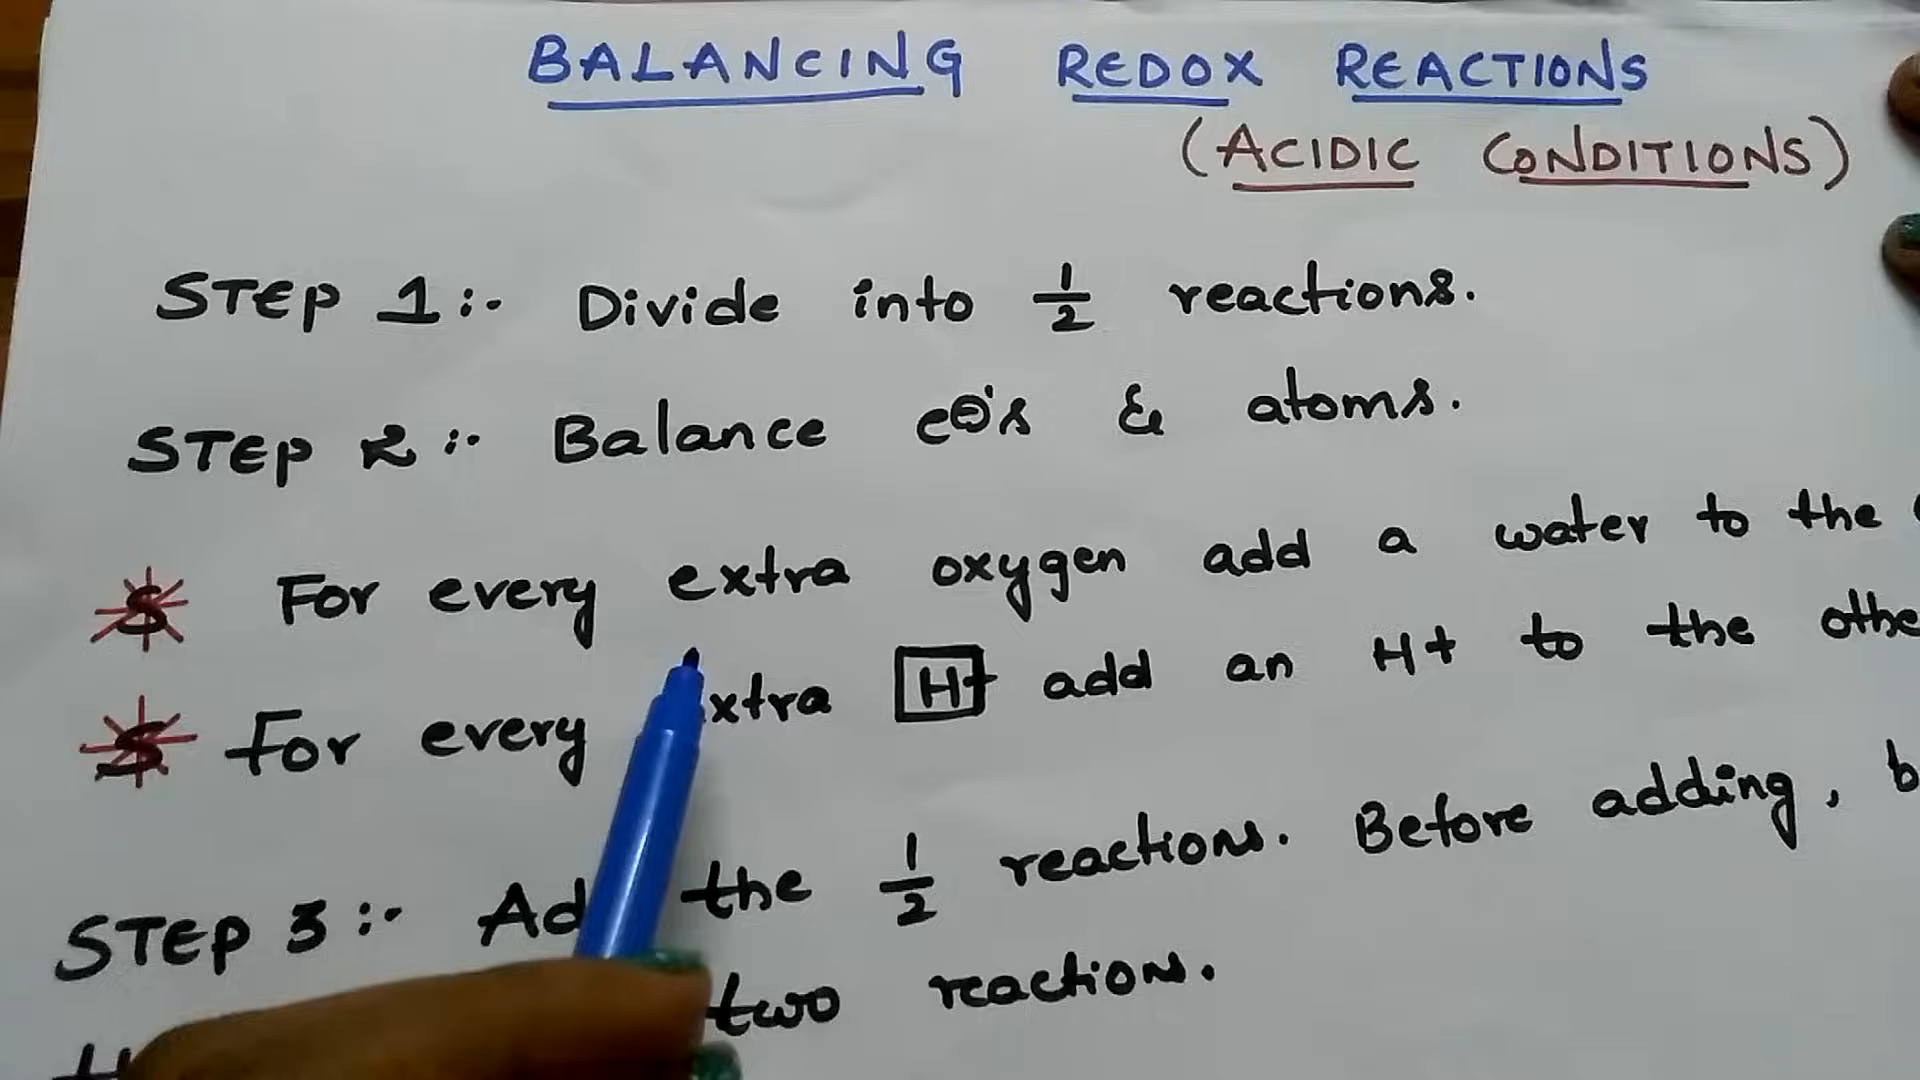 BALANCING REDOX REACTIONS
(ACIDIC CONDITIONS)
STEP 1:- Divide into 1/2 reactions.
STEP 2:- Balance e⊖'s & atoms.
$ For every extra oxygen add a water to the
$ For every xtra H+ add an H+ to the othe
STEP 3:- Ad the 1/2 reactions. Before adding, b
two reactions.